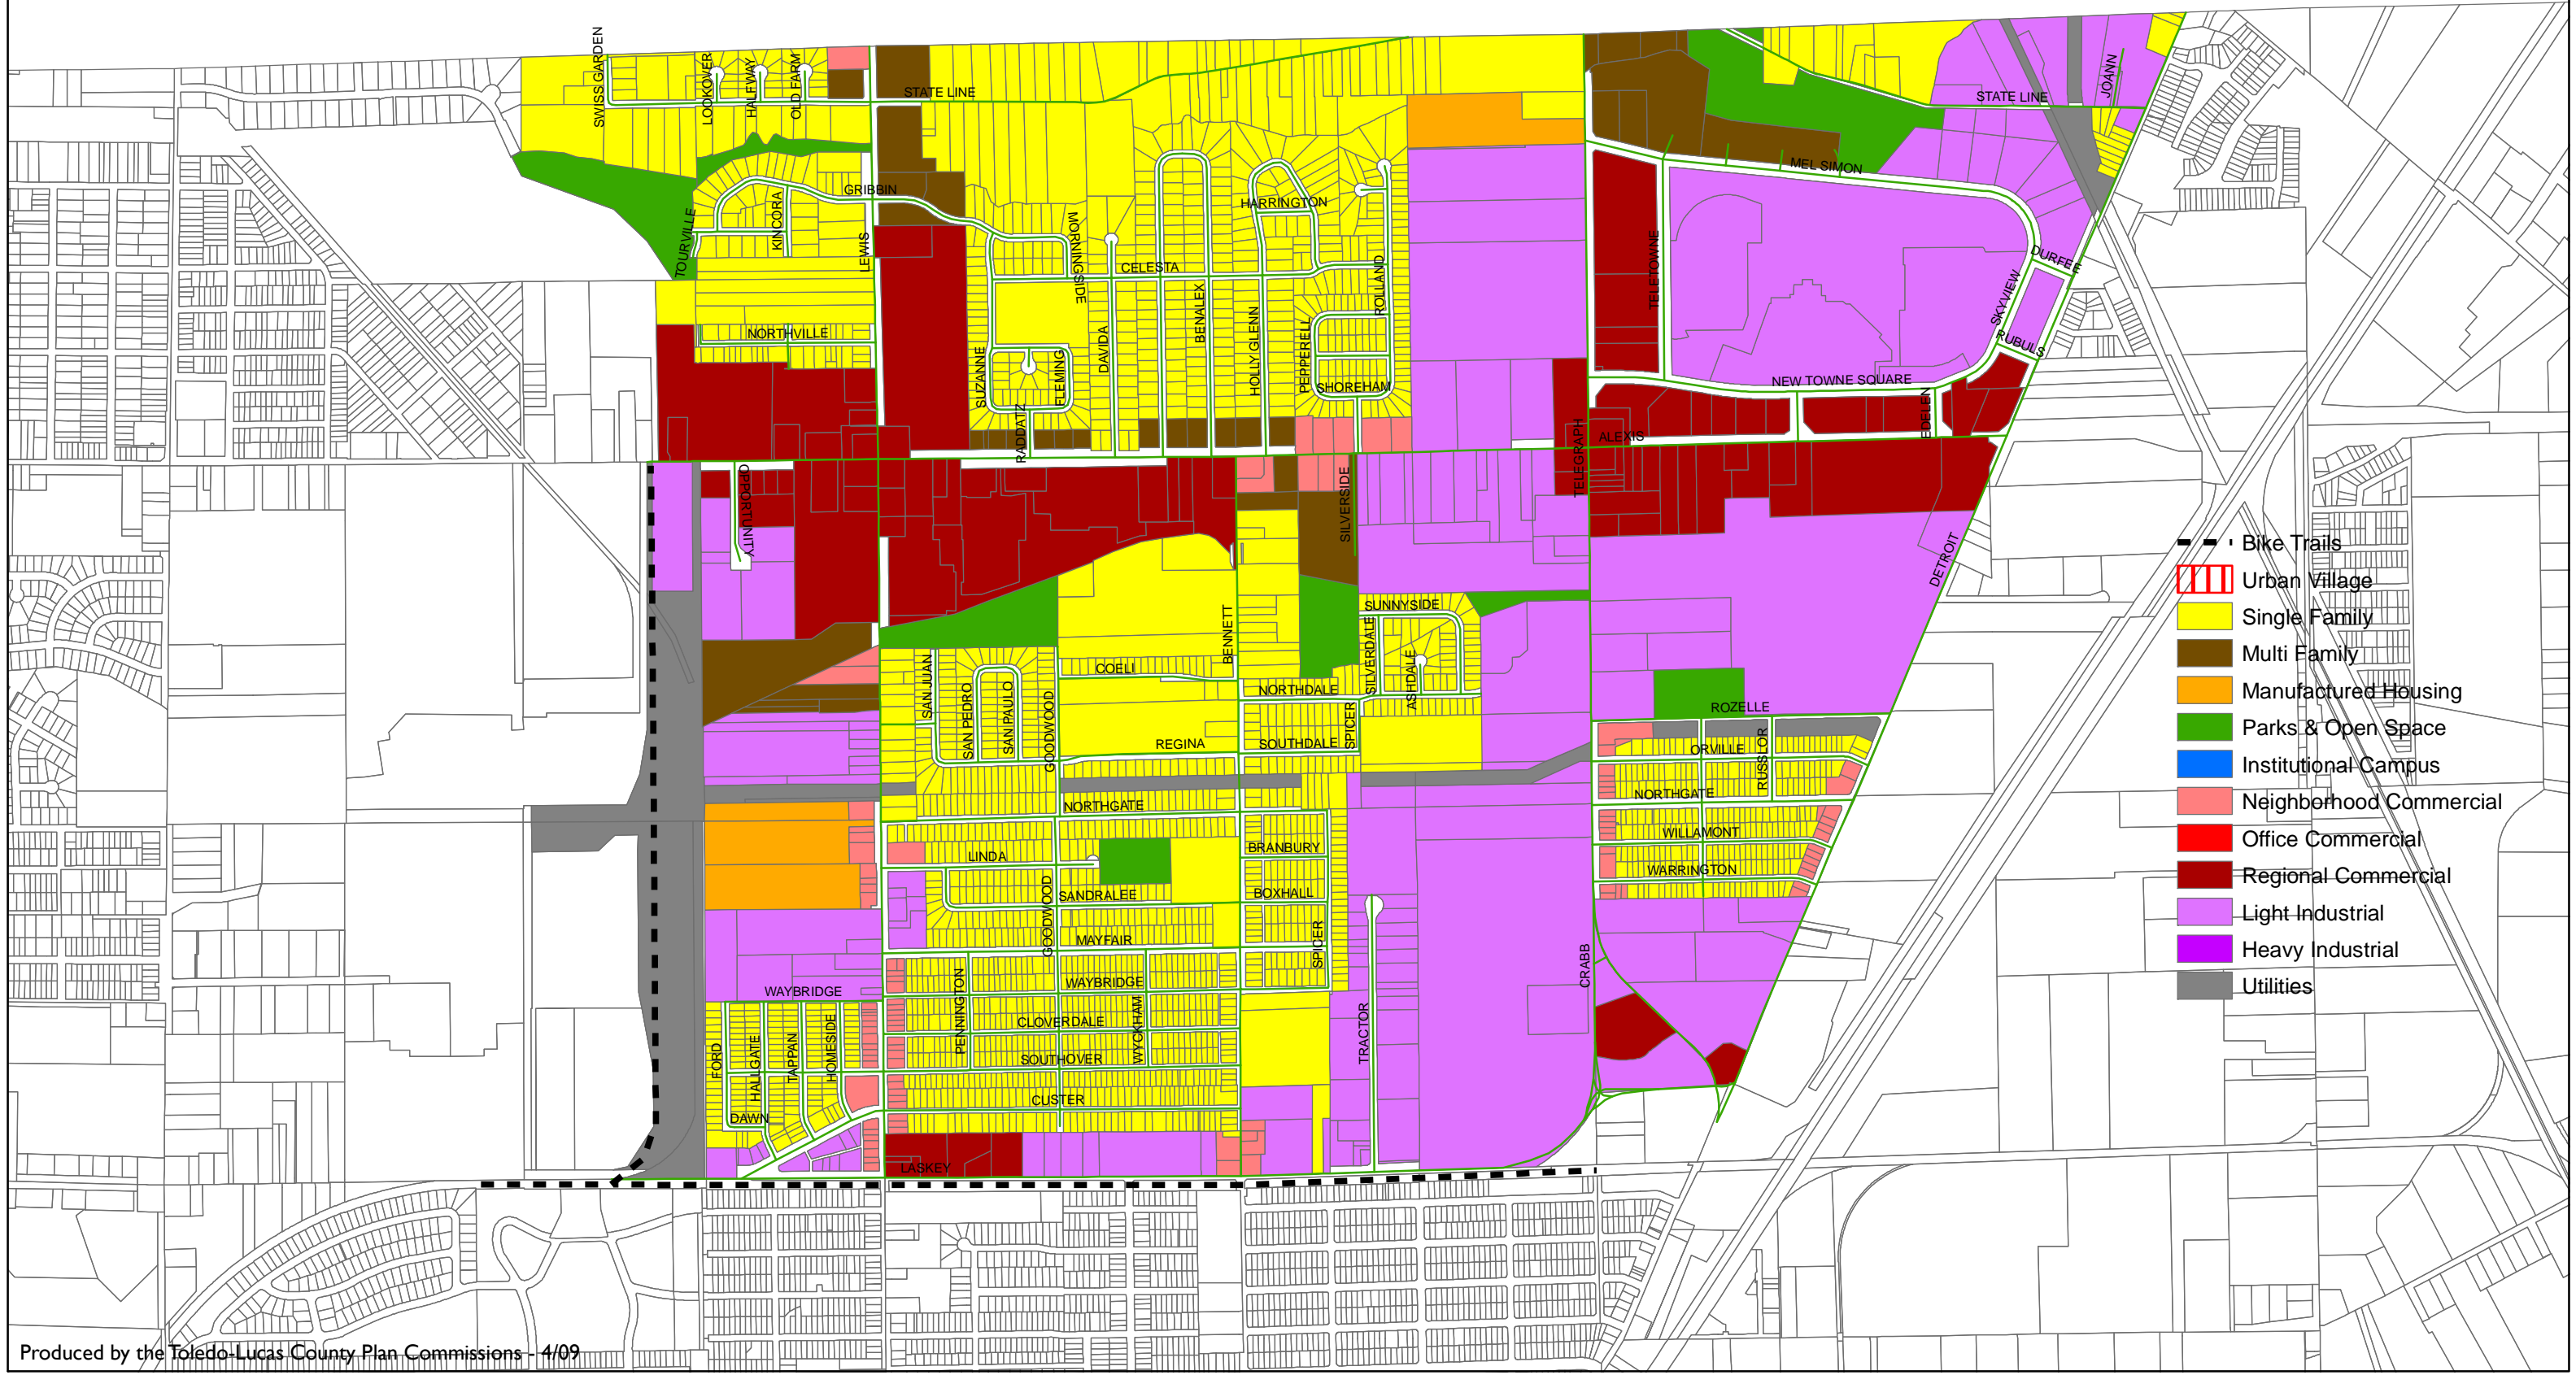 SWISS GARDEN
LOOKOVER
HALFWAY
OLD FARM
STATE LINE
STATE LINE
JOANN
MEL SIMON
GRIBBIN
KINCORA
TOURVILLE
LEWIS
MORNINGSIDE
HARRINGTON
CELESTA
ROLLAND
TELETOWNE
DURFEE
SKYVIEW
RUBULS
NORTHVILLE
SUZANNE
FLEMING
DAVIDA
BENALEX
HOLLY GLENN
PEPPERELL
SHOREHAM
NEW TOWNE SQUARE
EDELEN
RADDATZ
ALEXIS
TELEGRAPH
OPPORTUNITY
SILVERSIDE
DETROIT
Bike Trails
Urban Village
Single Family
Multi Family
Manufactured Housing
Parks & Open Space
Institutional Campus
Neighborhood Commercial
Office Commercial
Regional Commercial
Light Industrial
Heavy Industrial
Utilities
SUNNYSIDE
BENNETT
COELI
SILVERDALE
ASHDALE
SAN JUAN
SAN PEDRO
SAN PAULO
GOODWOOD
NORTHDALE
SPICER
ROZELLE
REGINA
SOUTHDALE
ORVILLE
RUSSLOR
NORTHGATE
NORTHGATE
WILLAMONT
LINDA
BRANBURY
WARRINGTON
SANDRALEE
BOXHALL
GOODWOOD
MAYFAIR
SPICER
CRABB
WAYBRIDGE
WAYBRIDGE
PENNINGTON
CLOVERDALE
WYCKHAM
TRACTOR
FORD
HALLGATE
TAPPAN
HOMESIDE
SOUTHOVER
CUSTER
DAWN
LASKEY
Produced by the Toledo-Lucas County Plan Commissions - 4/09